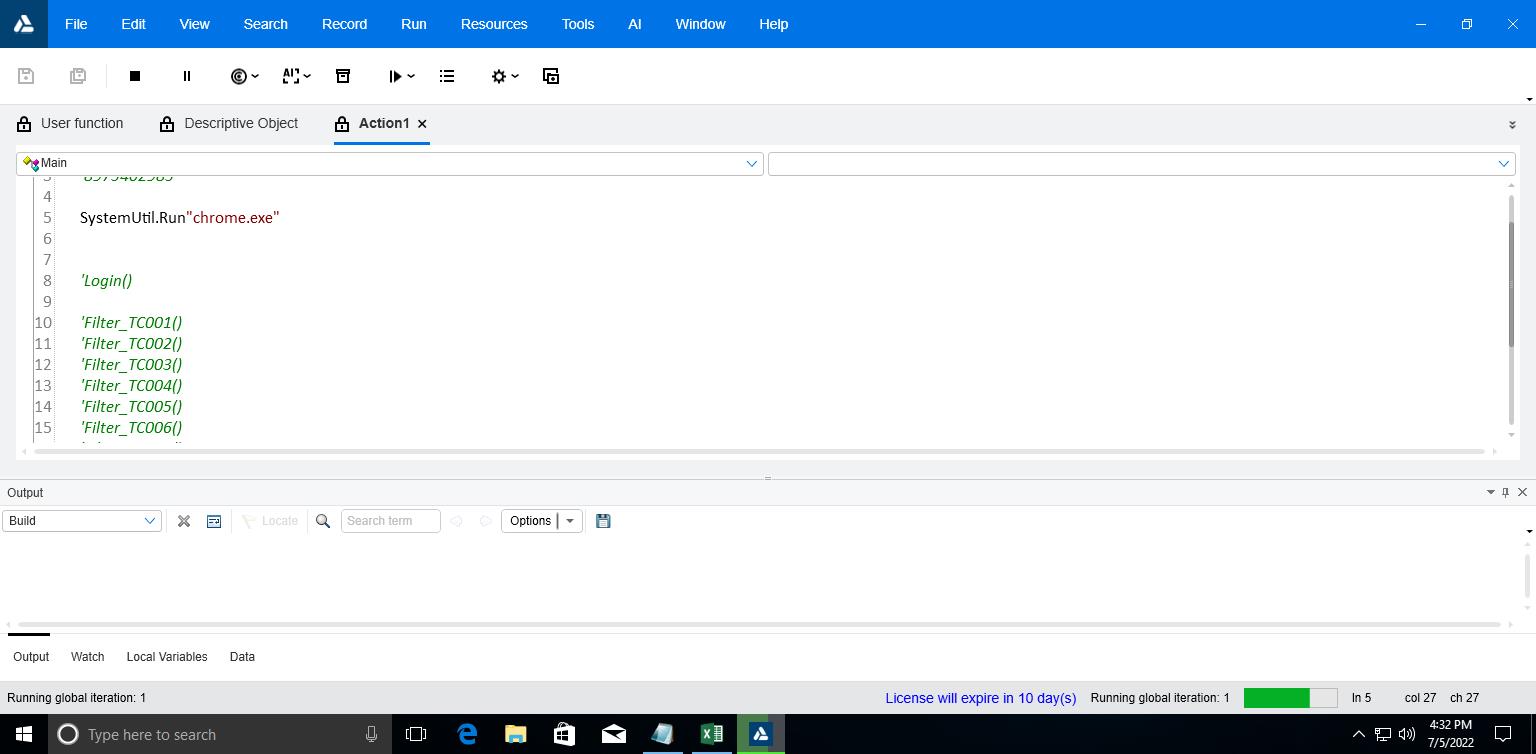 File Edit View Search Record Run Resources Tools AI Window Help
User function Descriptive Object Action1
Main
3
4
5 SystemUtil.Run"chrome.exe"
6
7
8 'Login()
9
10 'Filter_TC001()
11 'Filter_TC002()
12 'Filter_TC003()
13 'Filter_TC004()
14 'Filter_TC005()
15 'Filter_TC006()
Output
Build Locate Search term Options
Output Watch Local Variables Data
Running global iteration: 1 License will expire in 10 day(s) Running global iteration: 1 ln 5 col 27 ch 27
Type here to search
4:32 PM
7/5/2022